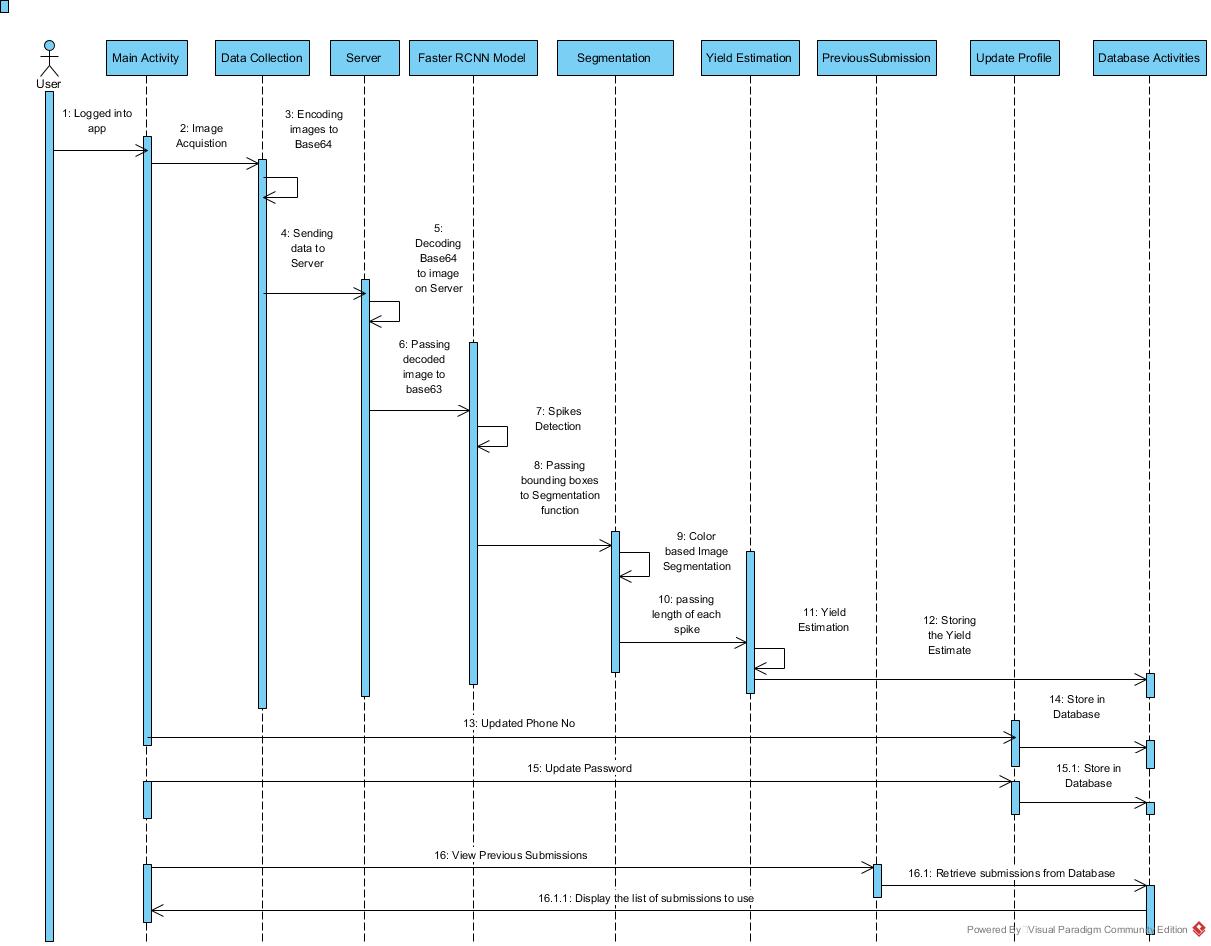 Main Activity
Data Collection
Server
Faster RCNN Model
Segmentation
Yield Estimation
PreviousSubmission
Update Profile
Database Activities
User
1: Logged into
app
2: Image
Acquistion
3: Encoding
images to
Base64
4: Sending
data to
Server
5:
Decoding
Base64
to image
on Server
6: Passing
decoded
image to
base63
7: Spikes
Detection
8: Passing
bounding boxes
to Segmentation
function
9: Color
based Image
Segmentation
10: passing
length of each
spike
11: Yield
Estimation
12: Storing
the Yield
Estimate
13: Updated Phone No
14: Store in
Database
15: Update Password
15.1: Store in
Database
16: View Previous Submissions
16.1: Retrieve submissions from Database
16.1.1: Display the list of submissions to use
Powered By Visual Paradigm Community Edition